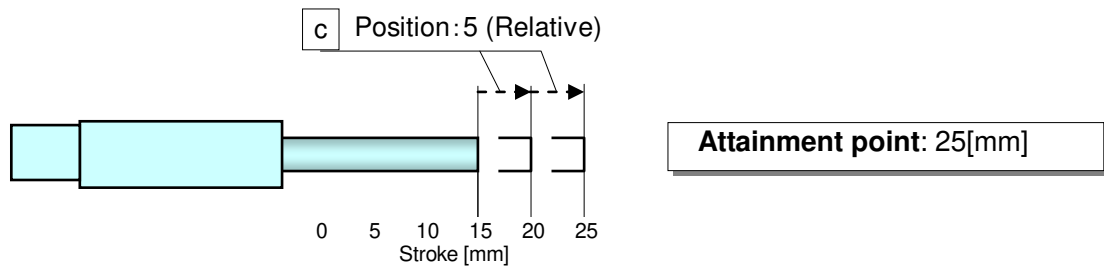 c Position:5 (Relative)
Attainment point: 25[mm]
0 5 10 15 20 25
Stroke [mm]